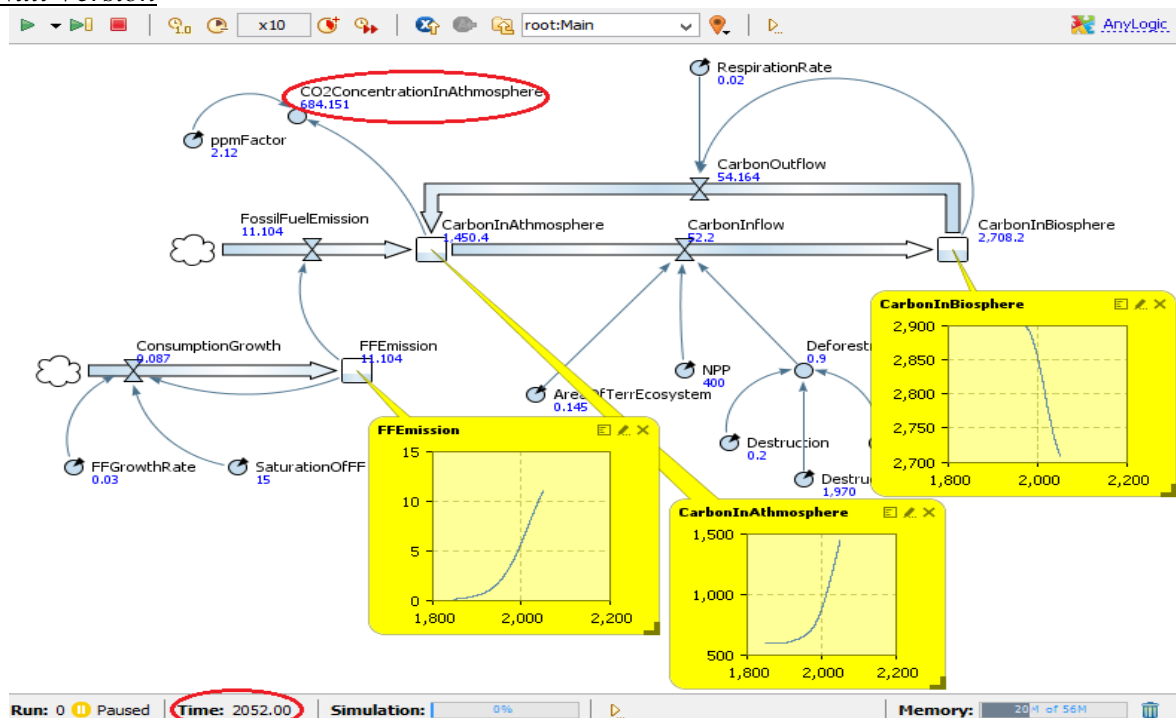 x10
root:Main
AnyLogic
RespirationRate
0.02
CO2ConcentrationInAthmosphere
684.151
ppmFactor
2.12
CarbonOutflow
54.164
FossilFuelEmission
11.104
CarbonInAthmosphere
1,450.4
CarbonInflow
52.2
CarbonInBiosphere
2,708.2
ConsumptionGrowth
0.087
FFEmission
11.104
NPP
400
0.9
AreaOfTerrEcosystem
0.145
FFGrowthRate
0.03
SaturationOfFF
15
Destruction
0.2
1,970
CarbonInBiosphere
2,900
2,850
2,800
2,750
2,700
1,800 2,000 2,200
FFEmission
15
10
5
0
1,800 2,000 2,200
CarbonInAthmosphere
1,500
1,000
500
1,800 2,000 2,200
Run: 0 Paused Time: 2052.00 Simulation: 0% Memory: 20M of 56M